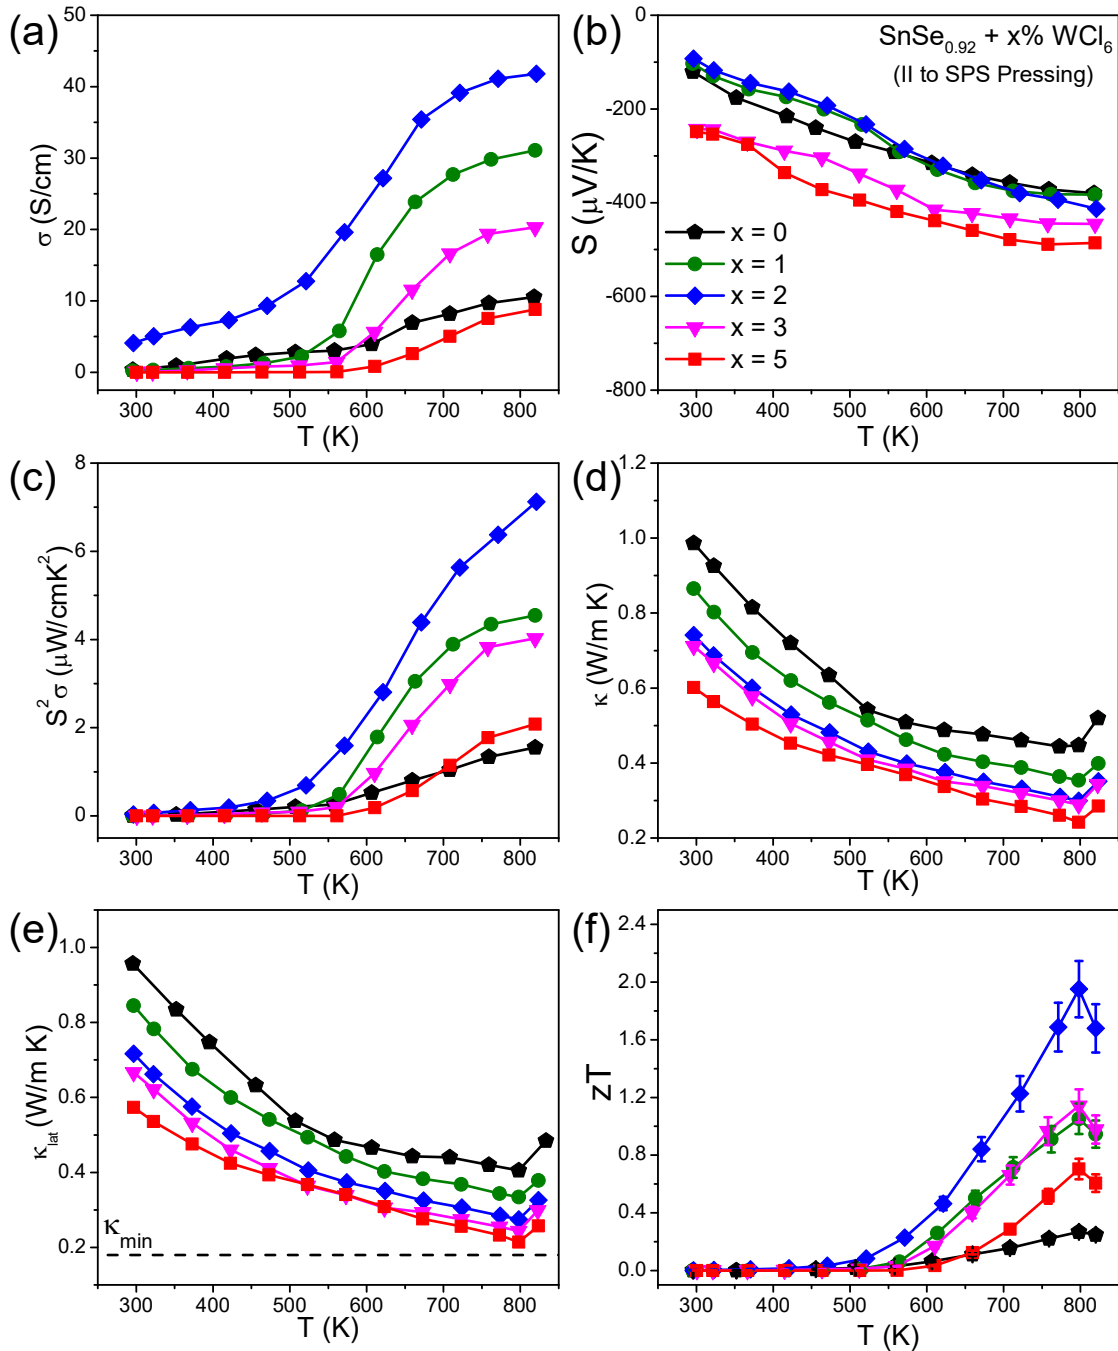 (a)
50
40
30
20
10
0
σ (S/cm)
300 400 500 600 700 800
T (K)
(b)
0
-200
-400
-600
-800
S (μV/K)
SnSe0.92 + x% WCl6
(II to SPS Pressing)
x = 0
x = 1
x = 2
x = 3
x = 5
300 400 500 600 700 800
T (K)
(c)
8
6
4
2
0
S2σ (μW/cmK2)
300 400 500 600 700 800
T (K)
(d)
1.2
1.0
0.8
0.6
0.4
0.2
κ (W/m K)
300 400 500 600 700 800
T (K)
(e)
1.0
0.8
0.6
0.4
0.2
κlat (W/m K)
κmin
300 400 500 600 700 800
T (K)
(f)
2.4
2.0
1.6
1.2
0.8
0.4
0.0
zT
300 400 500 600 700 800
T (K)